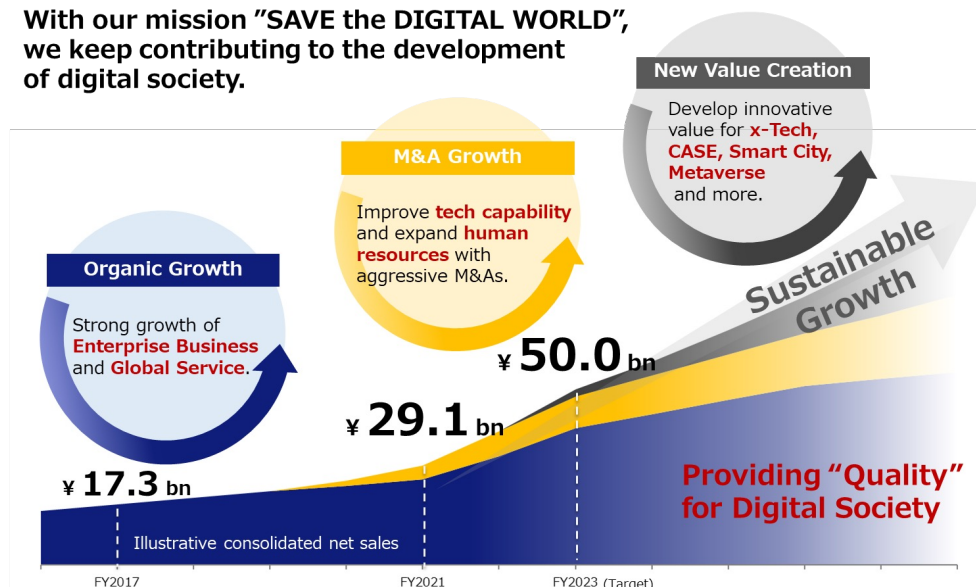 With our mission ”SAVE the DIGITAL WORLD”,
we keep contributing to the development
of digital society.
New Value Creation
Develop innovative
value for x-Tech,
CASE, Smart City,
Metaverse
and more.
M&A Growth
Improve tech capability
and expand human
resources with
aggressive M&As.
Organic Growth
Strong growth of
Enterprise Business
and Global Service.
Sustainable
Growth
¥ 50.0 bn
¥ 29.1 bn
¥ 17.3 bn
Providing “Quality”
for Digital Society
Illustrative consolidated net sales
FY2017
FY2021
FY2023 (Target)